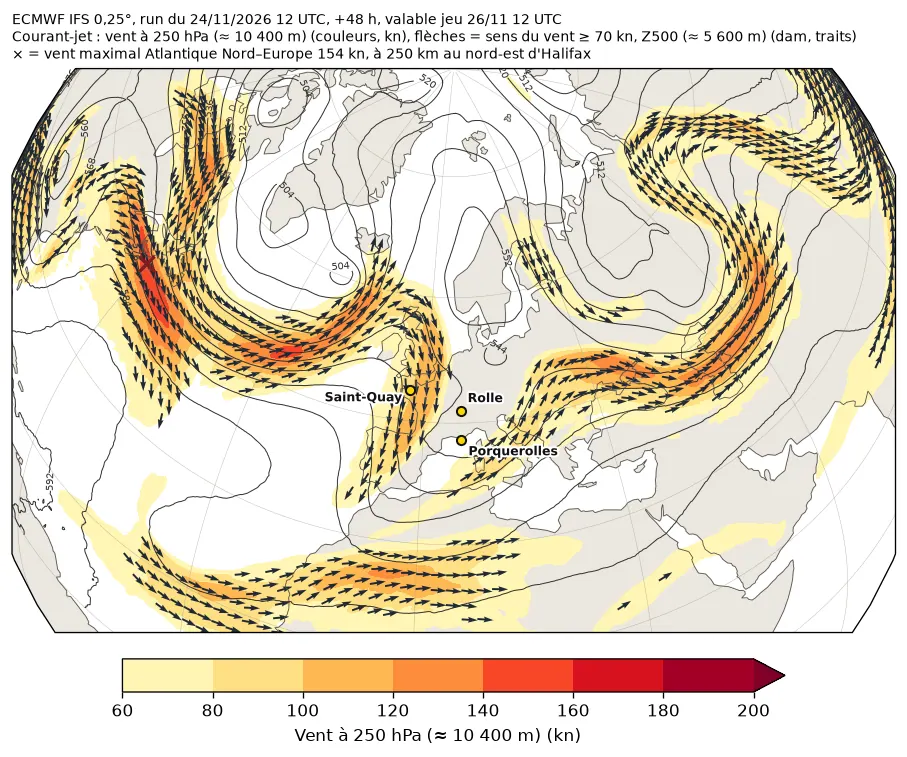 ECMWF IFS 0,25°, run du 24/11/2026 12 UTC, +48 h, valable jeu 26/11 12 UTC
Courant-jet : vent à 250 hPa (≈ 10 400 m) (couleurs, kn), flèches = sens du vent ≥ 70 kn, Z500 (≈ 5 600 m) (dam, traits)
× = vent maximal Atlantique Nord–Europe 154 kn, à 250 km au nord-est d'Halifax
520
512
560
512
568
512
504
552
504
544
Saint-Quay
Rolle
Porquerolles
592
60 80 100 120 140 160 180 200
Vent à 250 hPa (≈ 10 400 m) (kn)